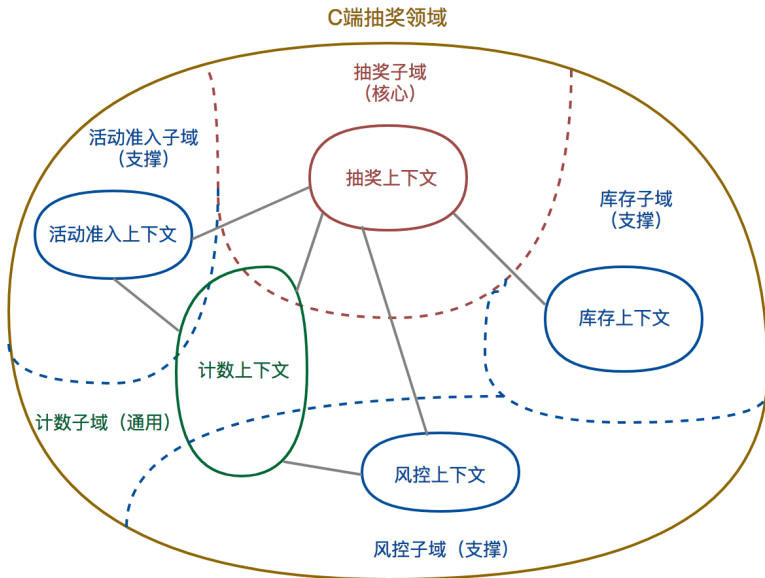 C端抽奖领域
抽奖子域
（核心）
活动准入子域
（支撑）
抽奖上下文
库存子域
（支撑）
活动准入上下文
库存上下文
计数上下文
计数子域（通用）
风控上下文
风控子域（支撑）